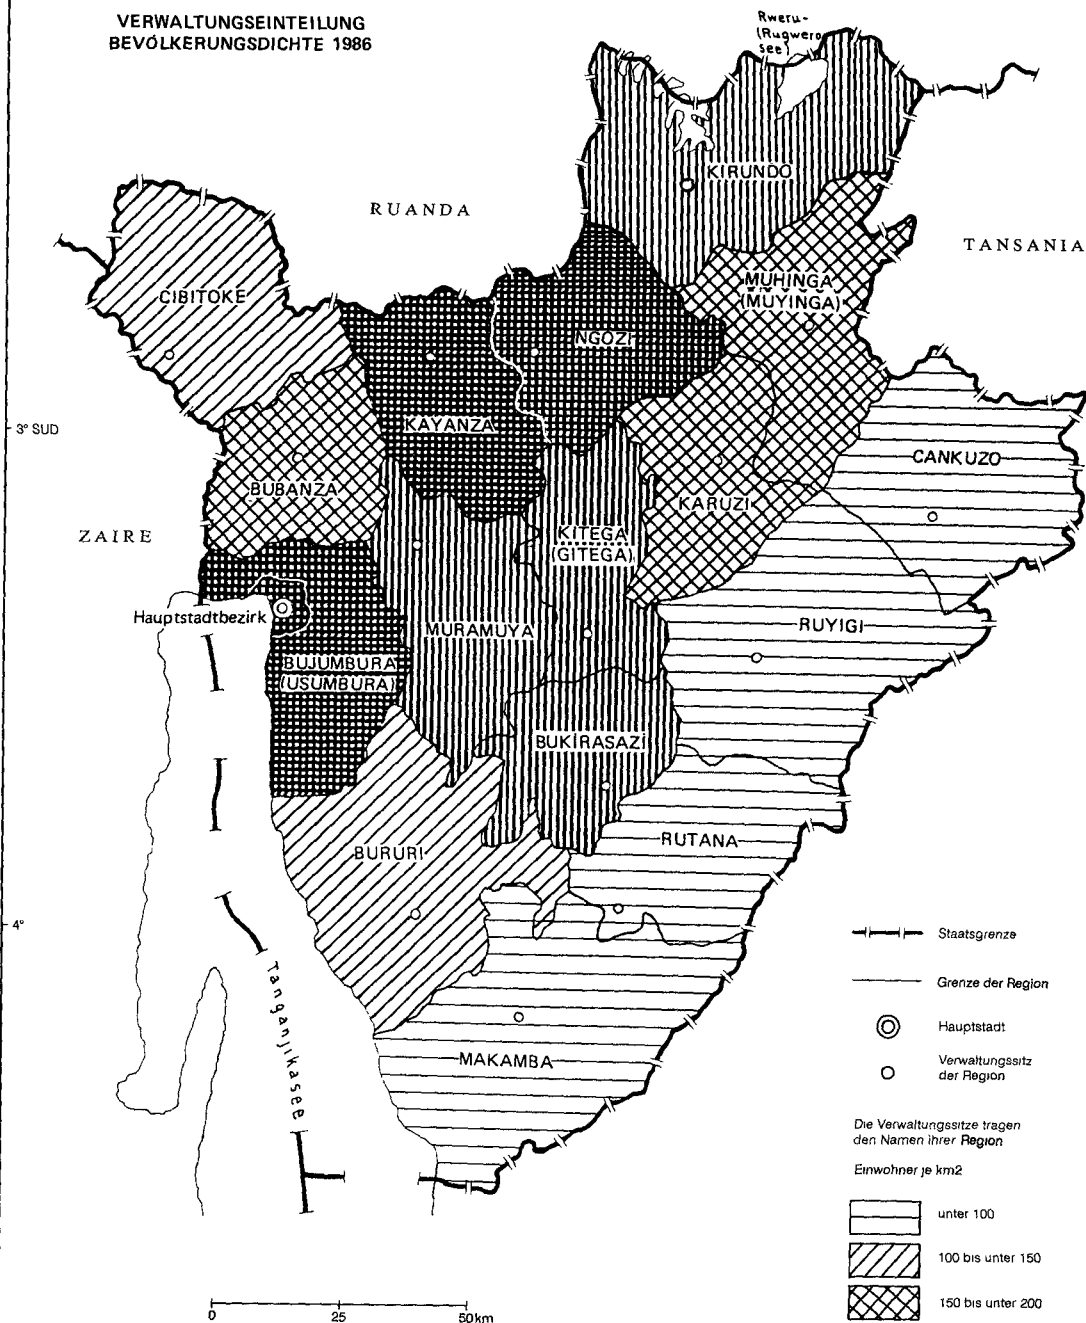 VERWALTUNGSEINTEILUNG
BEVÖLKERUNGSDICHTE 1986
Rweru-
(Rugwero
see)
KIRUNDO
RUANDA
TANSANIA
MUHINGA
(MUYINGA)
CIBITOKE
NGOZI
KAYANZA
3° SUD
CANKUZO
BUBANZA
KARUZI
ZAIRE
KITEGA
(GITEGA)
Hauptstadtbezirk
MURAMUYA
RUYIGI
BUJUMBURA
(USUMBURA)
BUKIRASAZI
RUTANA
BURURI
4°
Tanganjikasee
MAKAMBA
Staatsgrenze
Grenze der Region
Hauptstadt
Verwaltungssitz
der Region
Die Verwaltungssitze tragen
den Namen ihrer Region
Einwohner je km2
unter 100
100 bis unter 150
150 bis unter 200
0 25 50km